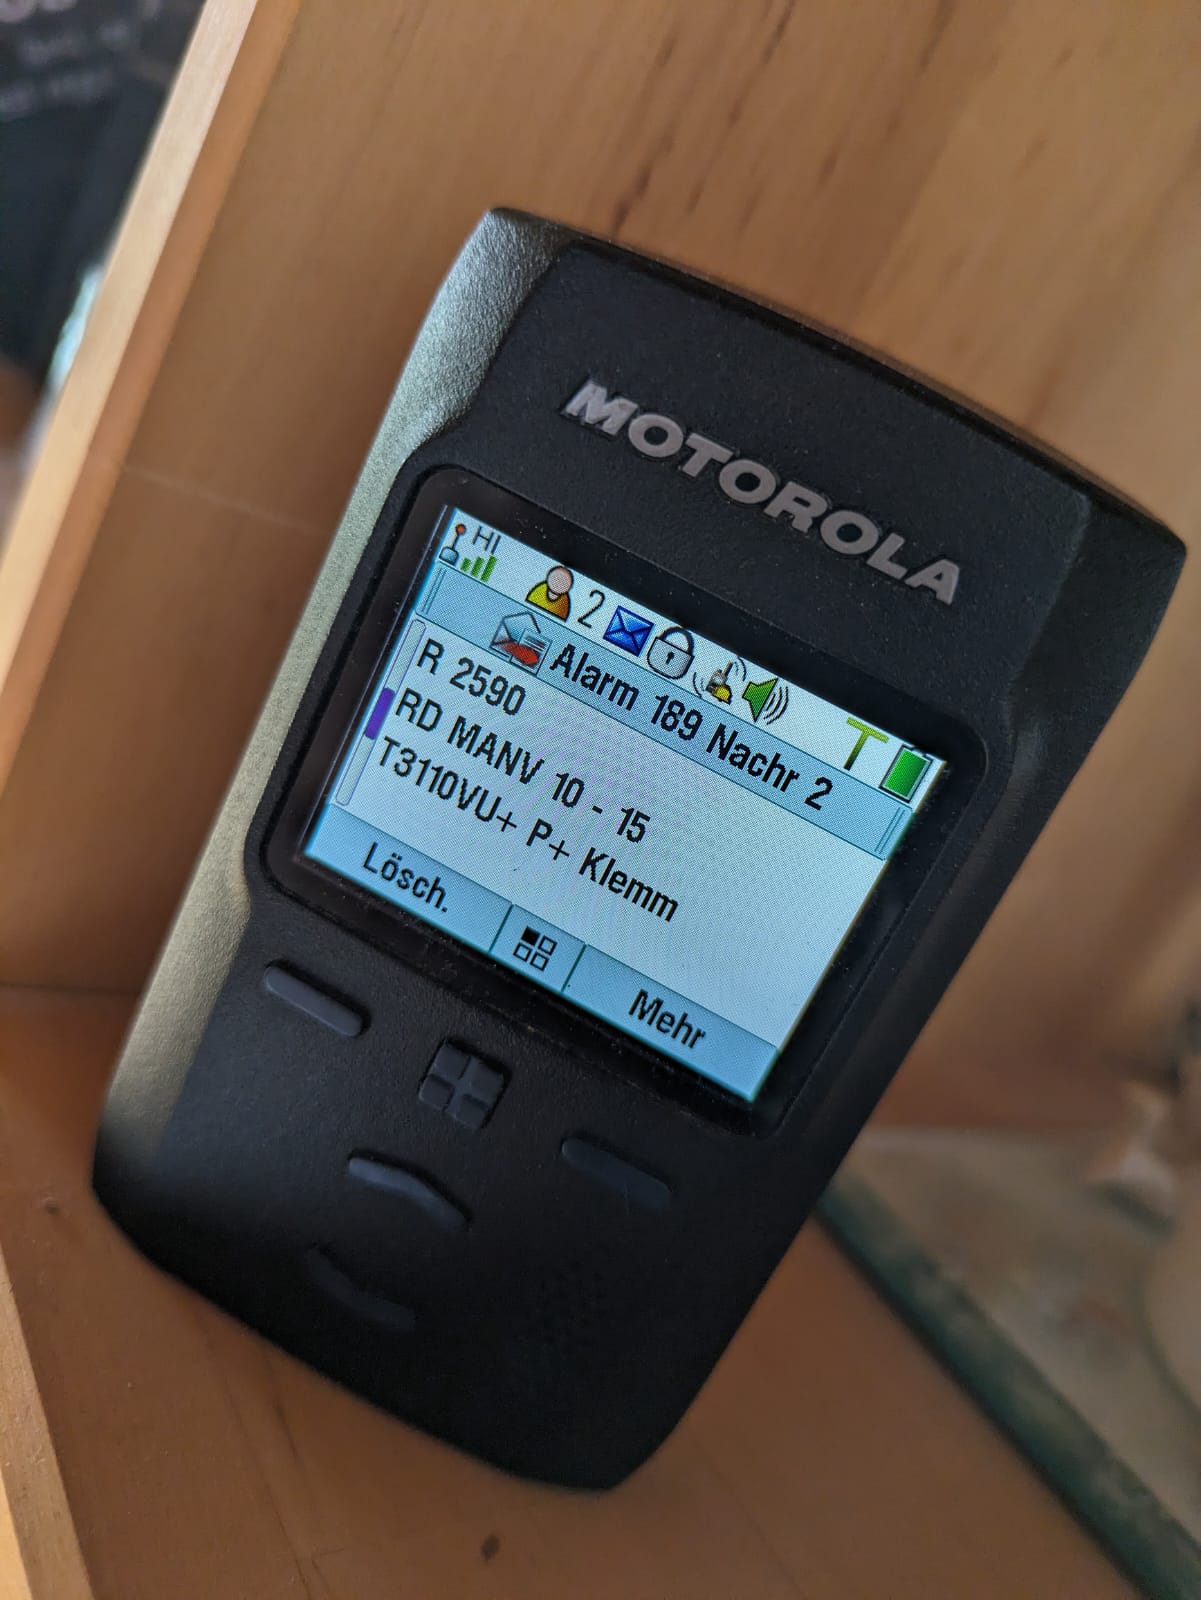 MOTOROLA
HI
2
Alarm 189 Nachr 2
R 2590
RD MANV 10 - 15
T3110VU+ P+ Klemm
Lösch.
Mehr